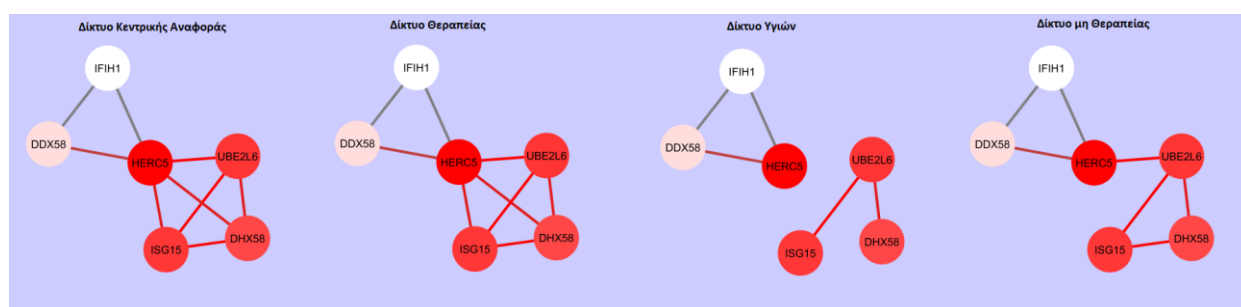 Δίκτυο Κεντρικής Αναφοράς
IFIH1
DDX58
HERC5
UBE2L6
ISG15
DHX58
Δίκτυο Θεραπείας
IFIH1
DDX58
HERC5
UBE2L6
ISG15
DHX58
Δίκτυο Υγιών
IFIH1
DDX58
HERC5
UBE2L6
ISG15
DHX58
Δίκτυο μη Θεραπείας
IFIH1
DDX58
HERC5
UBE2L6
ISG15
DHX58